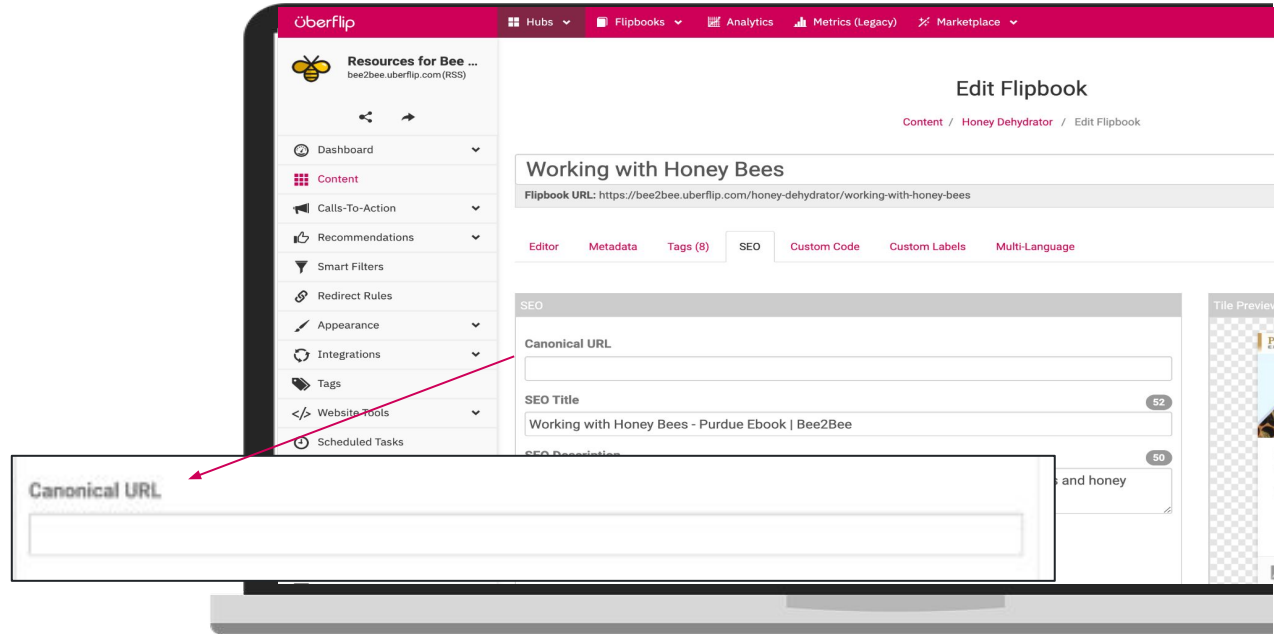 überflip
Hubs
Flipbooks
Analytics
Metrics (Legacy)
Marketplace
Resources for Bee ...
bee2bee.uberflip.com (RSS)
Dashboard
Content
Calls-To-Action
Recommendations
Smart Filters
Redirect Rules
Appearance
Integrations
Tags
Website Tools
Scheduled Tasks
Edit Flipbook
Content / Honey Dehydrator / Edit Flipbook
Working with Honey Bees
Flipbook URL: https://bee2bee.uberflip.com/honey-dehydrator/working-with-honey-bees
Editor
Metadata
Tags (8)
SEO
Custom Code
Custom Labels
Multi-Language
SEO
Canonical URL
SEO Title
52
Working with Honey Bees - Purdue Ebook | Bee2Bee
SEO Description
50
and honey
Tile Preview
Canonical URL